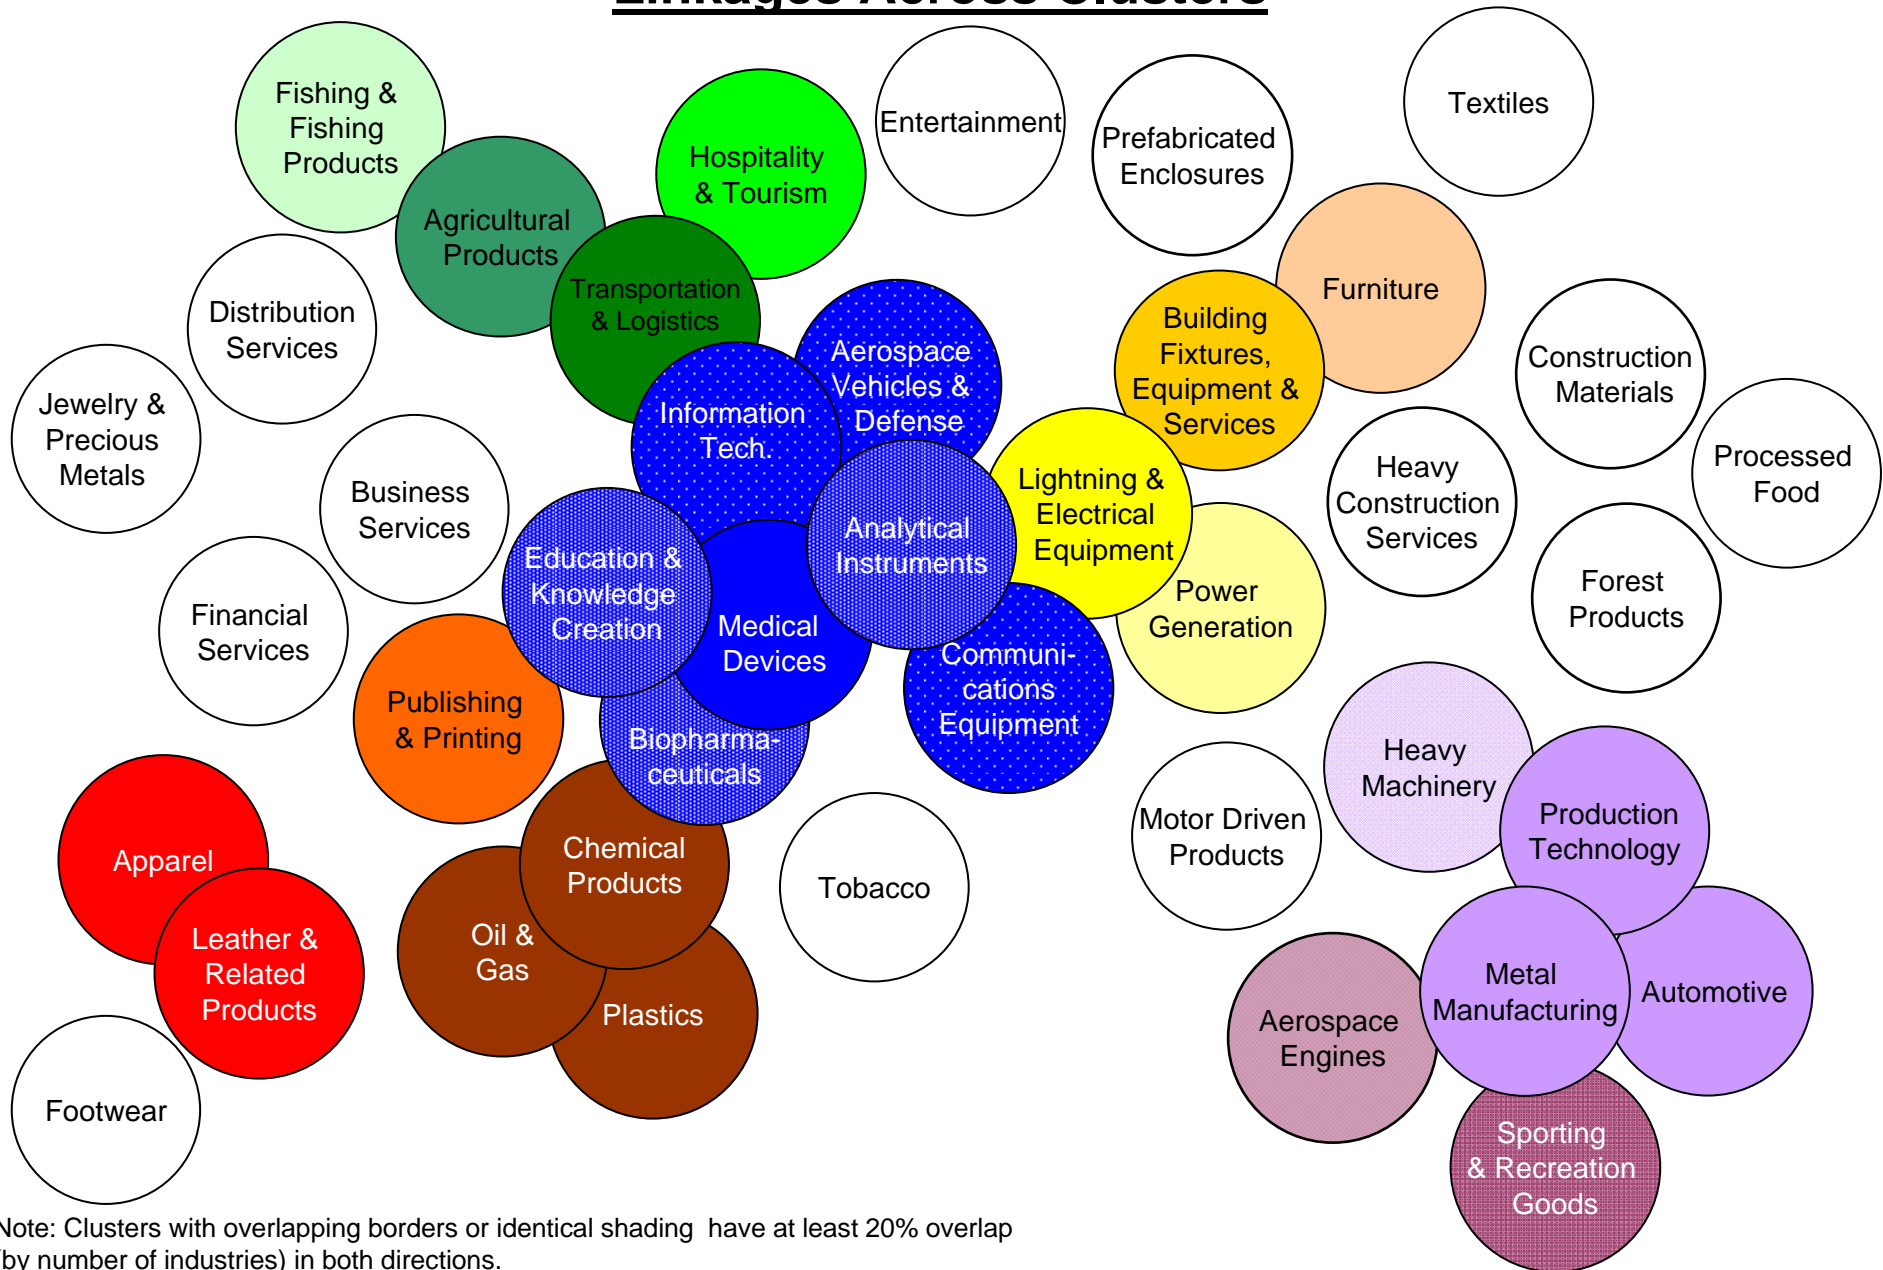 Linkages Across Clusters
Fishing &
Fishing
Products
Agricultural
Products
Hospitality
& Tourism
Entertainment
Prefabricated
Enclosures
Textiles
Transportation
& Logistics
Distribution
Services
Jewelry &
Precious
Metals
Business
Services
Financial
Services
Information
Tech.
Aerospace
Vehicles &
Defense
Building
Fixtures,
Equipment &
Services
Furniture
Construction
Materials
Processed
Food
Heavy
Construction
Services
Forest
Products
Lightning &
Electrical
Equipment
Analytical
Instruments
Education &
Knowledge
Creation
Medical
Devices
Power
Generation
Communi-
cations
Equipment
Publishing
& Printing
Biopharma-
ceuticals
Chemical
Products
Oil &
Gas
Plastics
Tobacco
Apparel
Leather &
Related
Products
Footwear
Motor Driven
Products
Heavy
Machinery
Production
Technology
Metal
Manufacturing
Automotive
Aerospace
Engines
Sporting
& Recreation
Goods
Note: Clusters with overlapping borders or identical shading have at least 20% overlap
(by number of industries) in both directions.